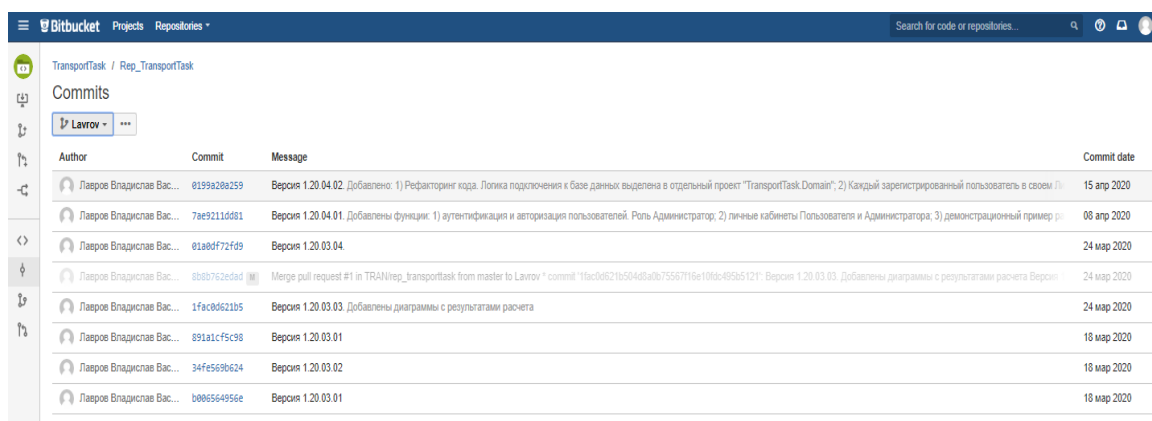 Bitbucket Projects Repositories Search for code or repositories...
TransportTask / Rep_TransportTask
Commits
Lavrov
Author Commit Message Commit date
Лавров Владислав Вас... 0199a20a259 Версия 1.20.04.02. Добавлено: 1) Рефакторинг кода. Логика подключения к базе данных выделена в отдельный проект "TransportTask.Domain"; 2) Каждый зарегистрированный пользователь в своем 15 апр 2020
Лавров Владислав Вас... 7ae9211dd81 Версия 1.20.04.01. Добавлены функции: 1) аутентификация и авторизация пользователей. Роль Администратор; 2) личные кабинеты Пользователя и Администратора; 3) демонстрационный пример 08 апр 2020
Лавров Владислав Вас... 01a0df72fd9 Версия 1.20.03.04. 24 мар 2020
Лавров Владислав Вас... 8b8b762edad M Merge pull request #1 in TRAN/rep_transporttask from master to Lavrov * commit '1fac0d621b504d8a0b75567f16e10fdc495b5121': Версия 1.20.03.03. Добавлены диаграммы с результатами расчета Версия 24 мар 2020
Лавров Владислав Вас... 1fac0d621b5 Версия 1.20.03.03. Добавлены диаграммы с результатами расчета 24 мар 2020
Лавров Владислав Вас... 891a1cf5c98 Версия 1.20.03.01 18 мар 2020
Лавров Владислав Вас... 34fe569b624 Версия 1.20.03.02 18 мар 2020
Лавров Владислав Вас... b006564956e Версия 1.20.03.01 18 мар 2020